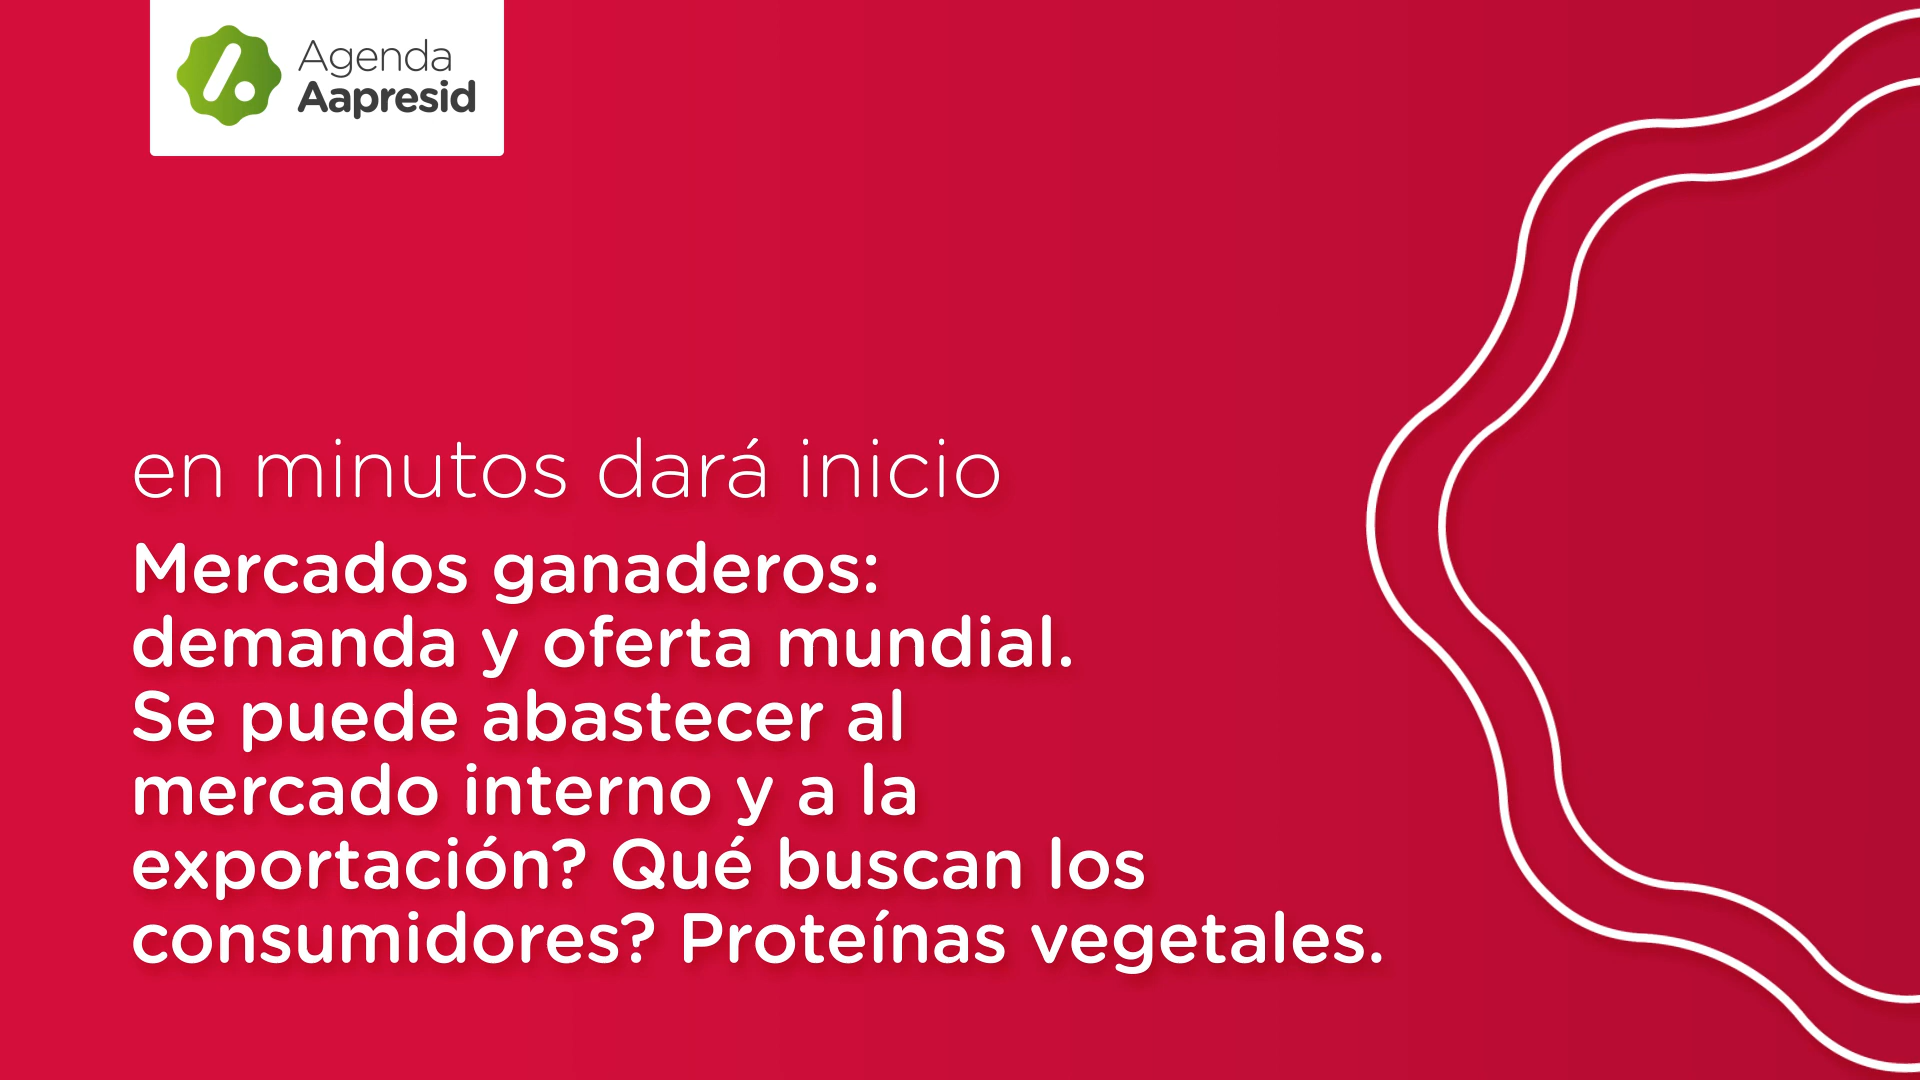 Agenda
Aapresid
en minutos dará inicio
Mercados ganaderos:
demanda y oferta mundial.
Se puede abastecer al
mercado interno y a la
exportación? Qué buscan los
consumidores? Proteínas vegetales.